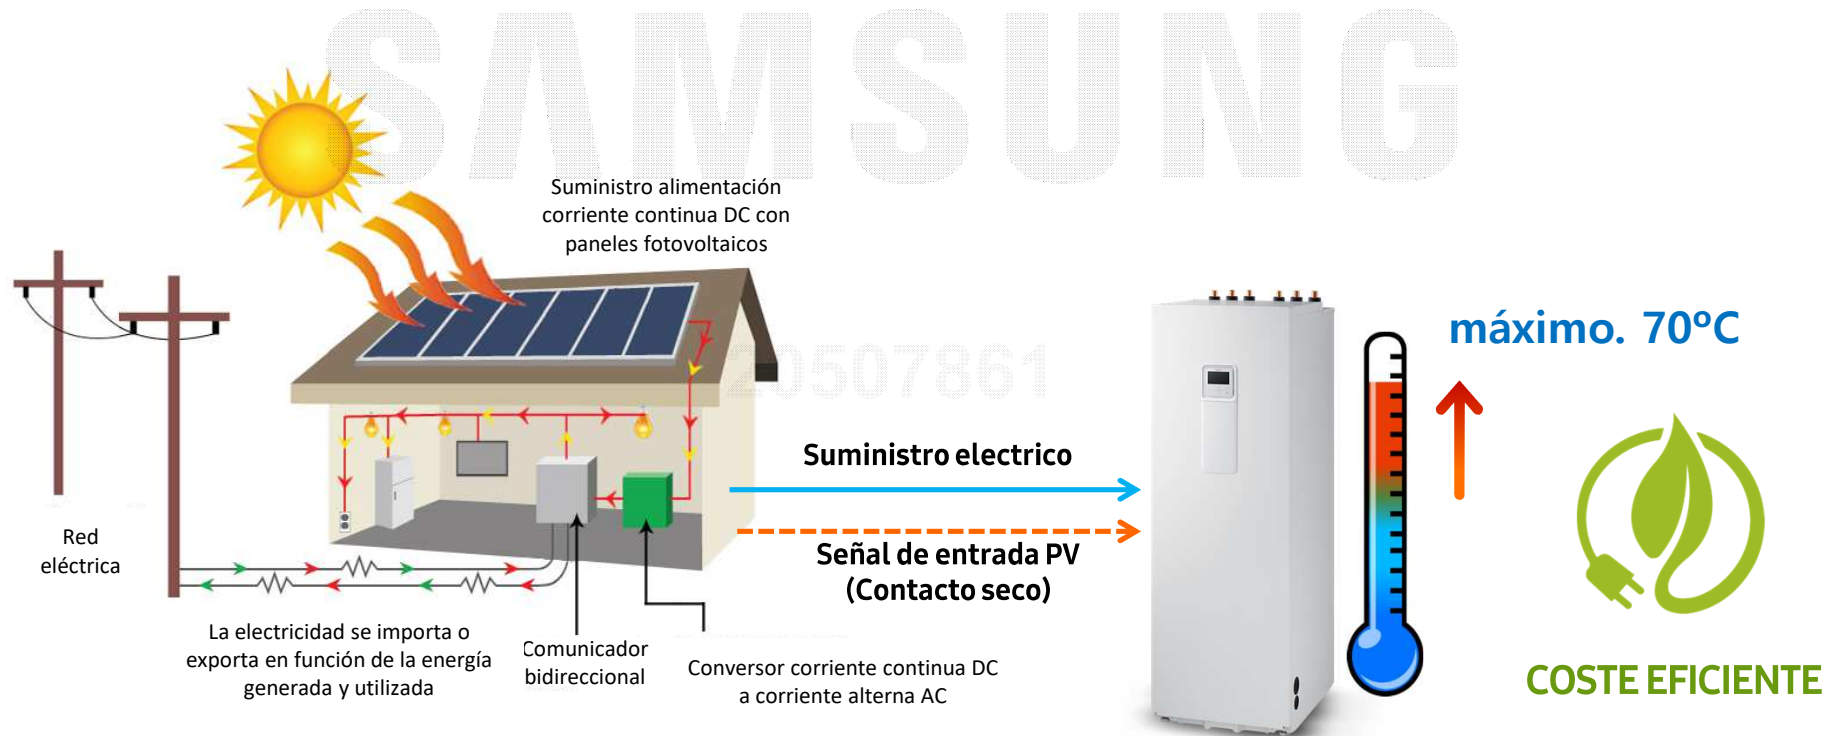 SAMSUNG
Suministro alimentación
corriente continua DC con
paneles fotovoltaicos
máximo. 70ºC
20507861
Suministro electrico
Señal de entrada PV
(Contacto seco)
Red
eléctrica
La electricidad se importa o
exporta en función de la energía
generada y utilizada
Comunicador
bidireccional
Conversor corriente continua DC
a corriente alterna AC
COSTE EFICIENTE